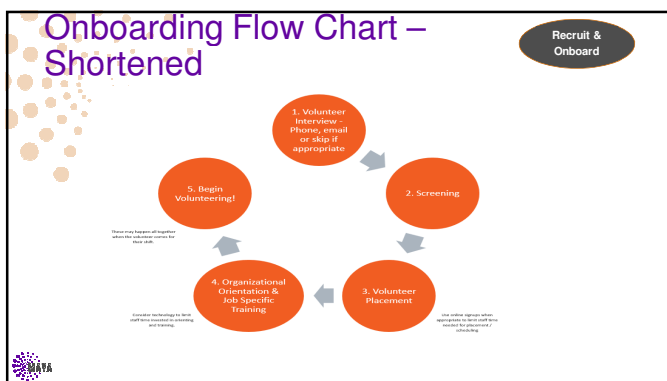 Onboarding Flow Chart –
Shortened
Recruit &
Onboard
1. Volunteer
Interview -
Phone, email
or skip if
appropriate
2. Screening
3. Volunteer
Placement
Use online signups when
appropriate to limit staff time
needed for placement /
scheduling
4. Organizational
Orientation &
Job Specific
Training
Consider technology to limit
staff time invested in orienting
and training.
5. Begin
Volunteering!
These may happen all together
when the volunteer comes for
their shift.